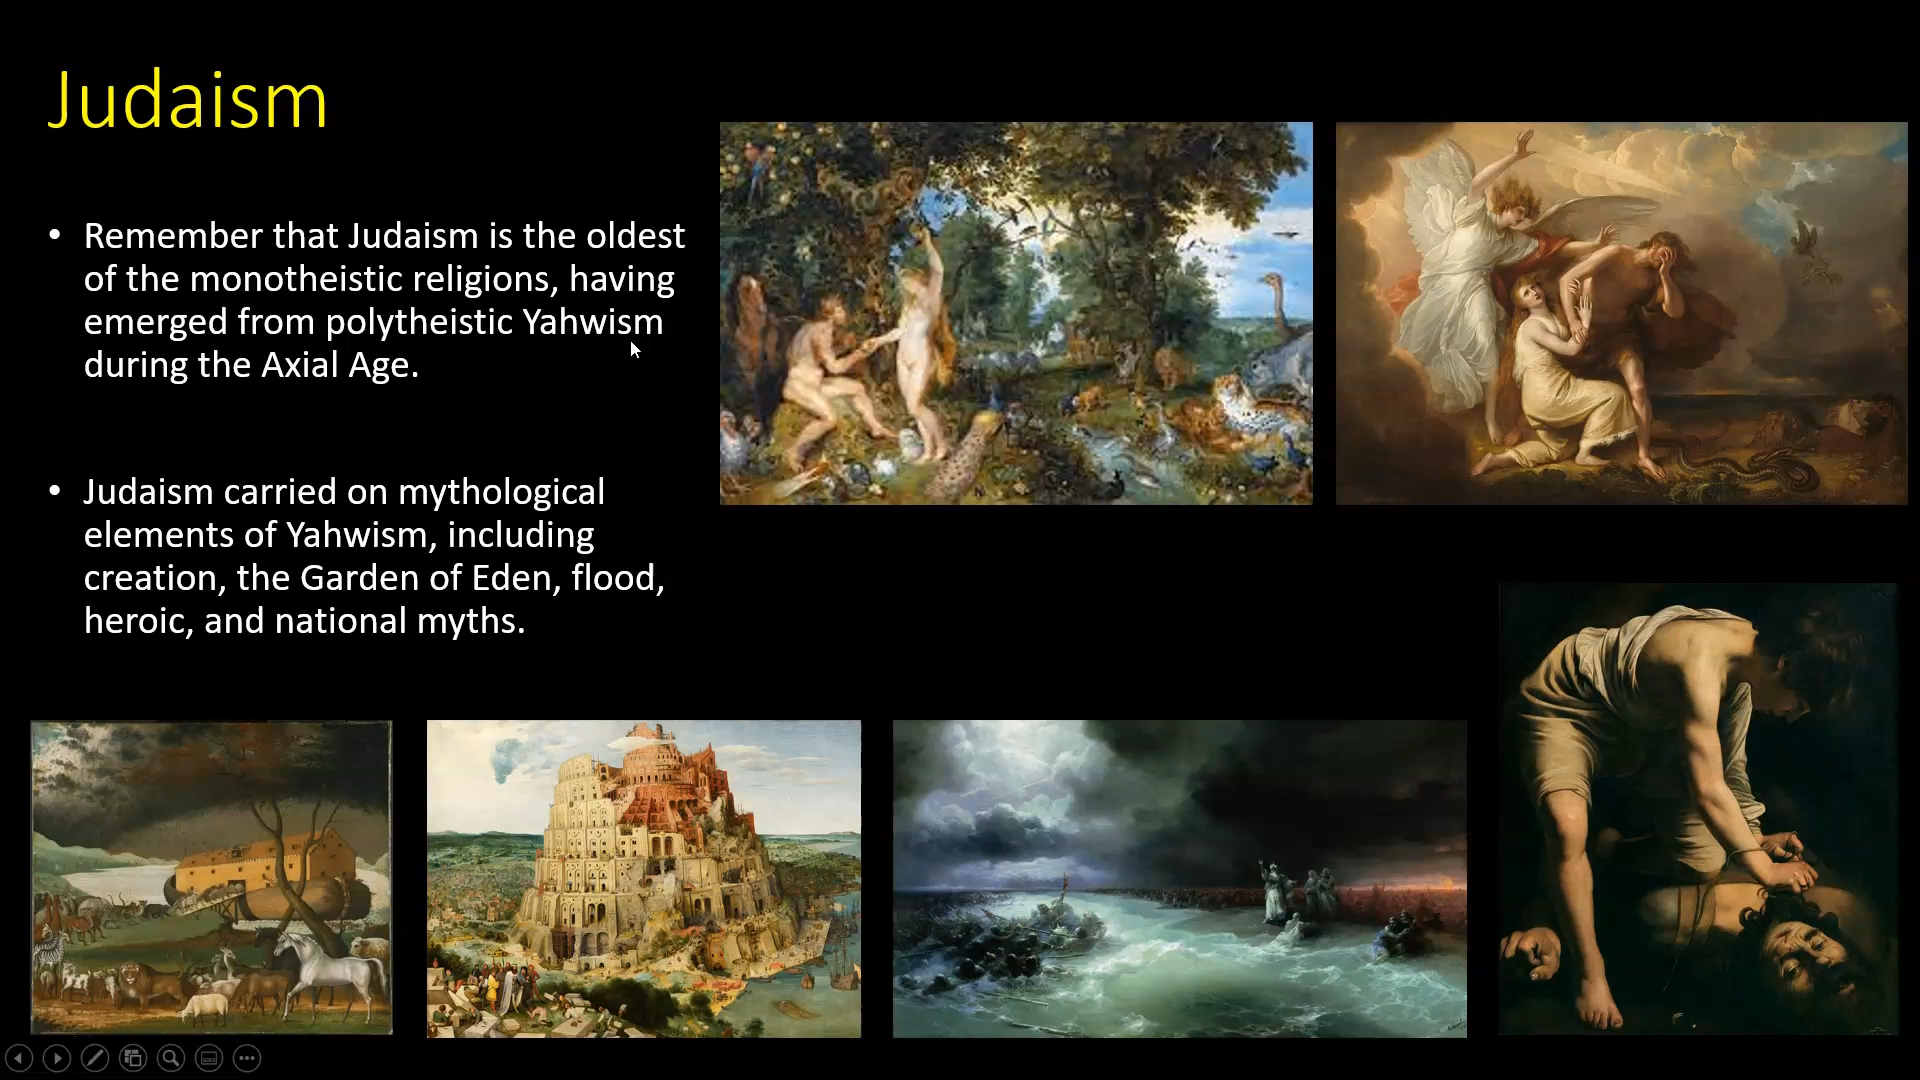 Judaism
• Remember that Judaism is the oldest
of the monotheistic religions, having
emerged from polytheistic Yahwism
during the Axial Age.
• Judaism carried on mythological
elements of Yahwism, including
creation, the Garden of Eden, flood,
heroic, and national myths.